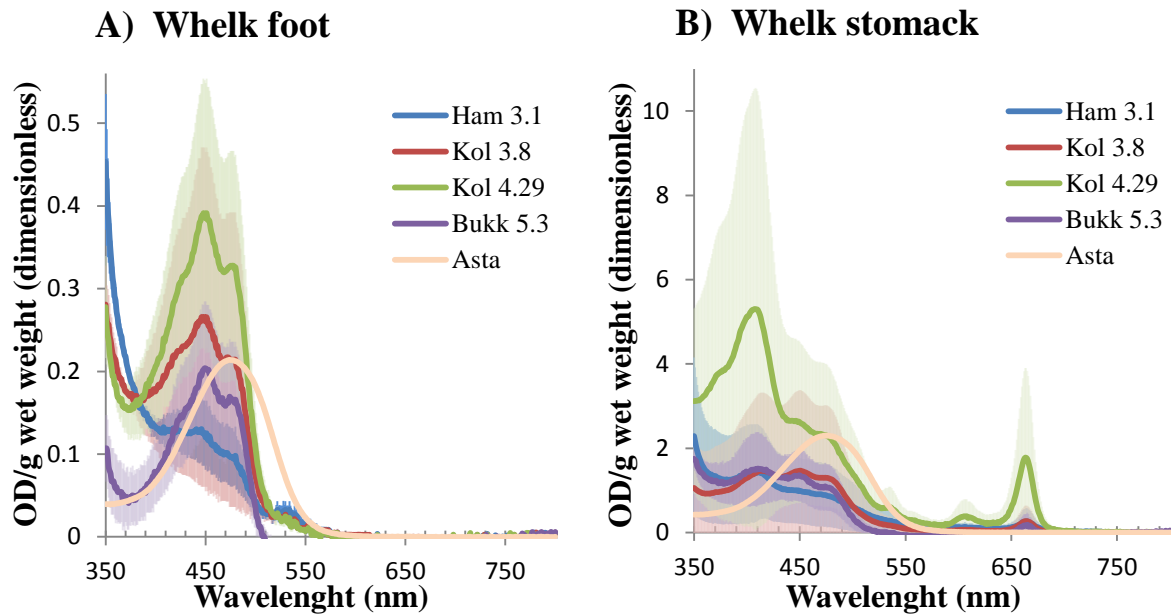 A) Whelk foot
OD/g wet weight (dimensionless)
0.5
0.4
0.3
0.2
0.1
0
350
450
550
650
750
Wavelenght (nm)
Ham 3.1
Kol 3.8
Kol 4.29
Bukk 5.3
Asta
B) Whelk stomack
OD/g wet weight (dimensionless)
10
8
6
4
2
0
350
450
550
650
750
Wavelenght (nm)
Ham 3.1
Kol 3.8
Kol 4.29
Bukk 5.3
Asta